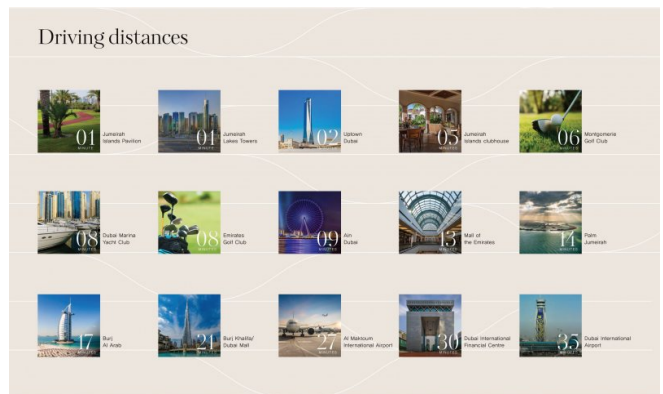 Driving distances
01
MINUTE
Jumeirah
Islands Pavilion
01
MINUTE
Jumeirah
Lakes Towers
02
MINUTES
Uptown
Dubai
05
MINUTES
Jumeirah
Islands clubhouse
06
MINUTES
Montgomerie
Golf Club
08
MINUTES
Dubai Marina
Yacht Club
08
MINUTES
Emirates
Golf Club
09
MINUTES
Ain
Dubai
13
MINUTES
Mall of
the Emirates
14
MINUTES
Palm
Jumeirah
17
MINUTES
Burj
Al Arab
21
MINUTES
Burj Khalifa/
Dubai Mall
27
MINUTES
Al Maktoum
International Airport
30
MINUTES
Dubai International
Financial Centre
35
MINUTES
Dubai International
Airport